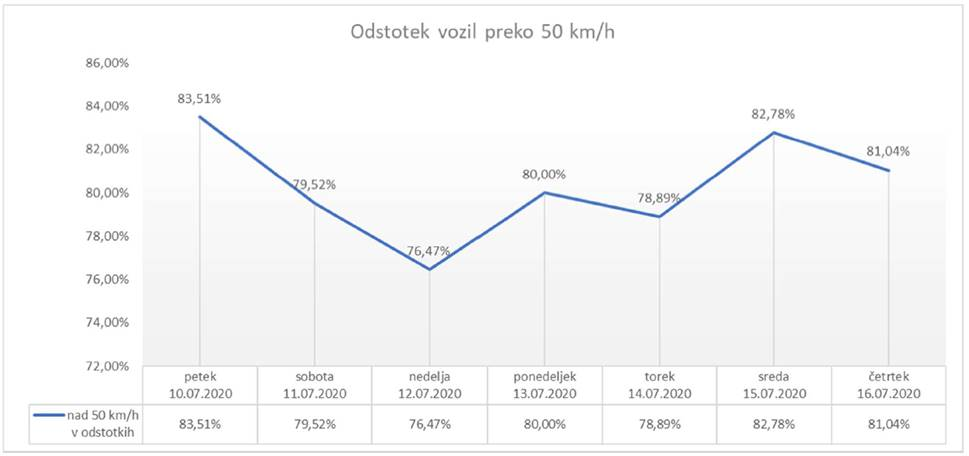 Odstotek vozil preko 50 km/h
86,00%
84,00%
82,00%
80,00%
78,00%
76,00%
74,00%
72,00%
83,51%
79,52%
76,47%
80,00%
78,89%
82,78%
81,04%
petek sobota nedelja ponedeljek torek sreda četrtek
10.07.2020 11.07.2020 12.07.2020 13.07.2020 14.07.2020 15.07.2020 16.07.2020
nad 50 km/h
v odstotkih
83,51% 79,52% 76,47% 80,00% 78,89% 82,78% 81,04%